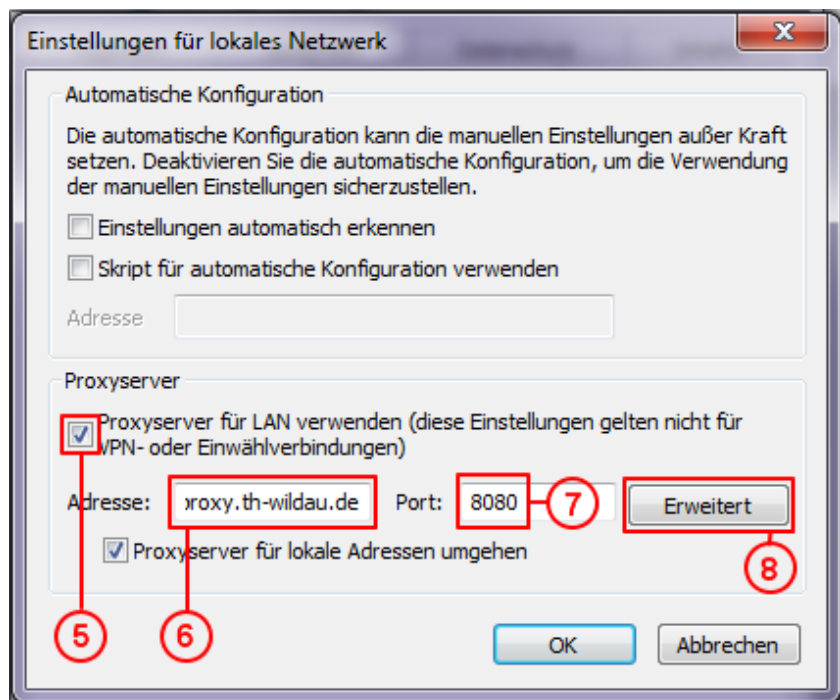 Einstellungen für lokales Netzwerk
Automatische Konfiguration
Die automatische Konfiguration kann die manuellen Einstellungen außer Kraft
setzen. Deaktivieren Sie die automatische Konfiguration, um die Verwendung
der manuellen Einstellungen sicherzustellen.
Einstellungen automatisch erkennen
Skript für automatische Konfiguration verwenden
Adresse
Proxyserver
Proxyserver für LAN verwenden (diese Einstellungen gelten nicht für
VPN- oder Einwählverbindungen)
Adresse: proxy.th-wildau.de Port: 8080 7 Erweitert
Proxyserver für lokale Adressen umgehen
5 6 8
OK Abbrechen